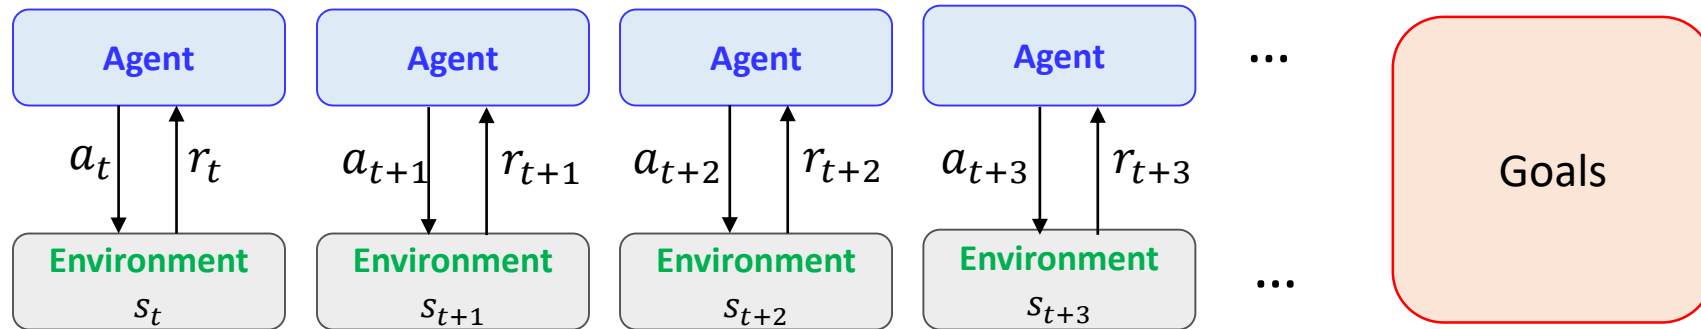 Agent Agent Agent Agent ...
a_t r_t a_{t+1} r_{t+1} a_{t+2} r_{t+2} a_{t+3} r_{t+3}
Goals
Environment Environment Environment Environment ...
s_t s_{t+1} s_{t+2} s_{t+3}